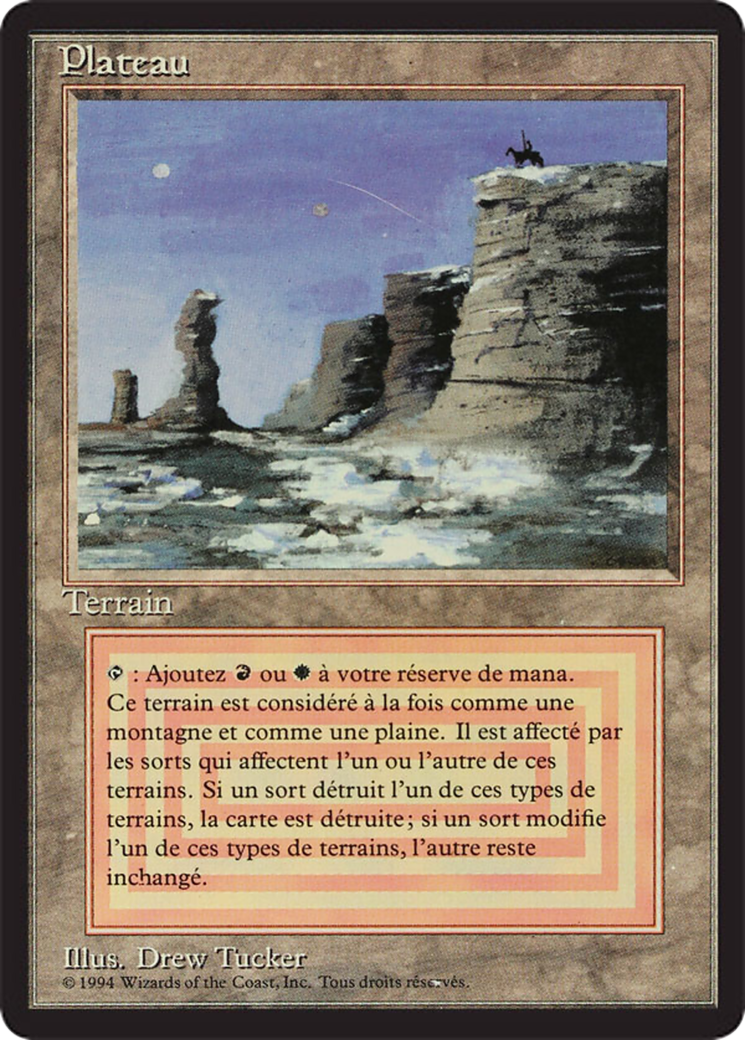 Plateau
Terrain
: Ajoutez ou à votre réserve de mana.
Ce terrain est considéré à la fois comme une
montagne et comme une plaine. Il est affecté par
les sorts qui affectent l'un ou l'autre de ces
terrains. Si un sort détruit l'un de ces types de
terrains, la carte est détruite; si un sort modifie
l'un de ces types de terrains, l'autre reste
inchangé.
Illus. Drew Tucker
© 1994 Wizards of the Coast, Inc. Tous droits réservés.